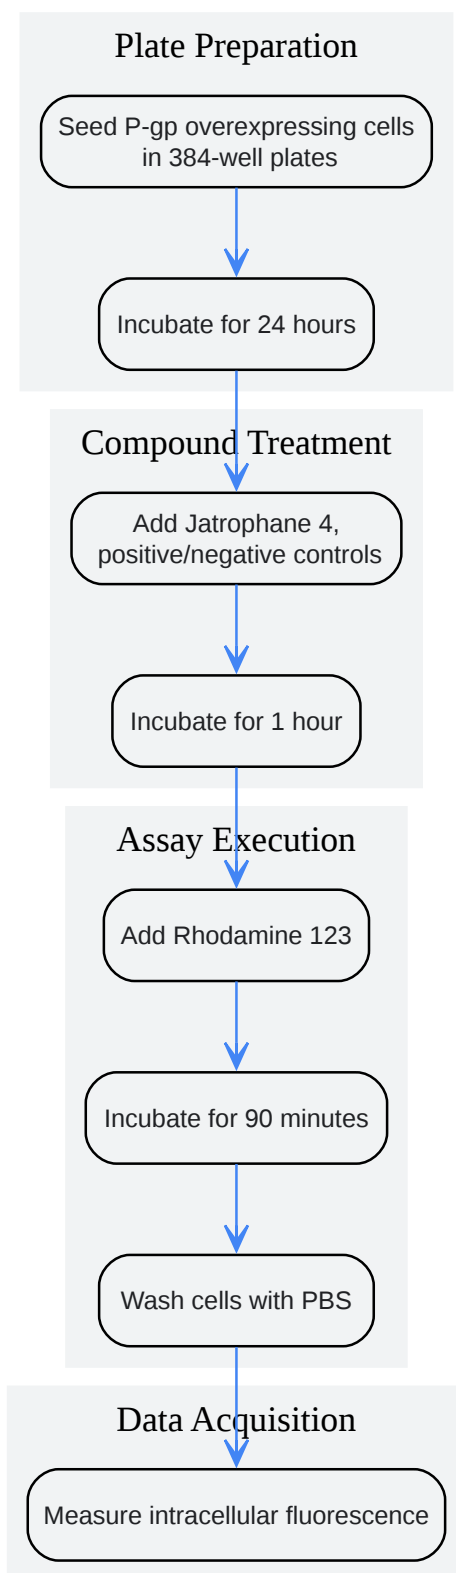 Plate Preparation
Seed P-gp overexpressing cells
in 384-well plates
Incubate for 24 hours
Compound Treatment
Add Jatrophane 4,
positive/negative controls
Incubate for 1 hour
Assay Execution
Add Rhodamine 123
Incubate for 90 minutes
Wash cells with PBS
Data Acquisition
Measure intracellular fluorescence